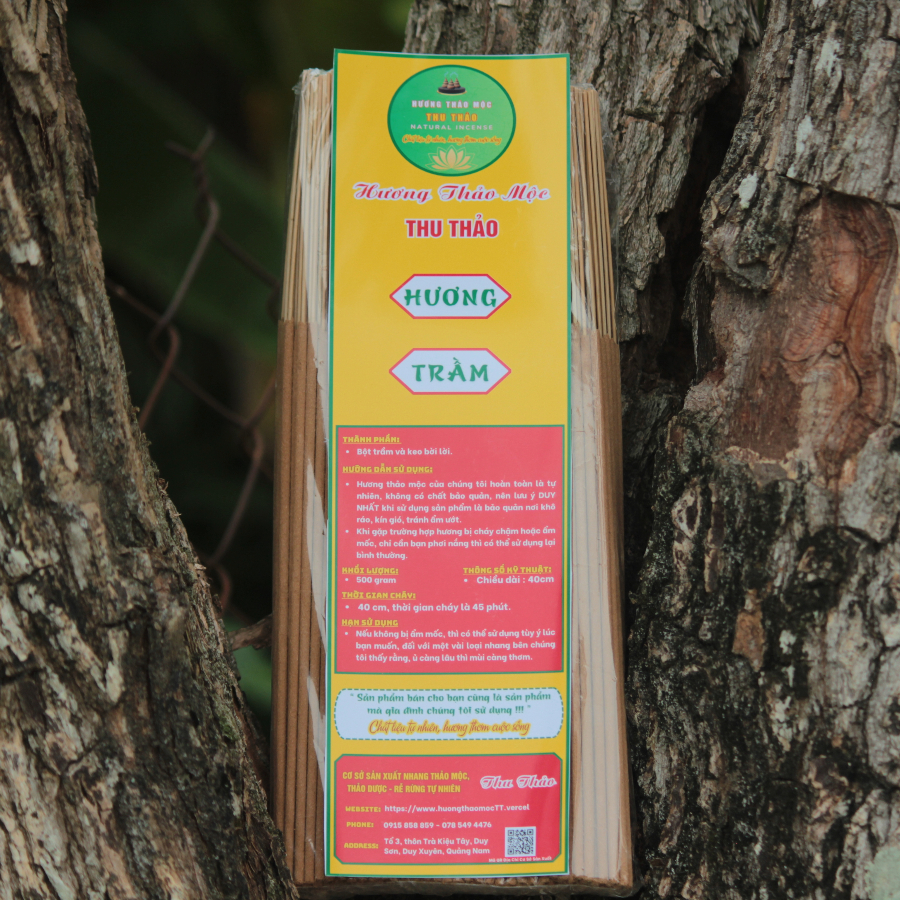 HƯƠNG THẢO MỘC
THU THẢO
NATURAL INCENSE
Chất liệu tự nhiên, hương thơm cuộc sống
Hương Thảo Mộc
THU THẢO
HƯƠNG
TRẦM
THÀNH PHẦN:
• Bột trầm và keo bời lời.
HƯỚNG DẪN SỬ DỤNG:
• Hương thảo mộc của chúng tôi hoàn toàn là tự
nhiên, không có chất bảo quản, nên lưu ý DUY
NHẤT khi sử dụng sản phẩm là bảo quản nơi khô
ráo, kín gió, tránh ẩm ướt.
• Khi gặp trường hợp hương bị cháy chậm hoặc ẩm
mốc, chỉ cần bạn phơi nắng thì có thể sử dụng lại
bình thường.
KHỐI LƯỢNG: THÔNG SỐ KỸ THUẬT:
• 500 gram • Chiều dài : 40cm
THỜI GIAN CHÁY:
• 40 cm, thời gian cháy là 45 phút.
HẠN SỬ DỤNG
• Nếu không bị ẩm mốc, thì có thể sử dụng tùy ý lúc
bạn muốn, đối với một vài loại nhang bên chúng
tôi thấy rằng, ủ càng lâu thì mùi càng thơm.
" Sản phẩm bán cho bạn cũng là sản phẩm
mà gia đình chúng tôi sử dụng !!! "
Chất liệu tự nhiên, hương thơm cuộc sống
CƠ SỞ SẢN XUẤT NHANG THẢO MỘC,
THẢO DƯỢC - RỄ RỪNG TỰ NHIÊN
Thu Thảo
WEBSITE: https://www.huongthaomocTT.vercel
PHONE: 0915 858 859 - 078 549 4476
ADDRESS: Tổ 3, thôn Trà Kiệu Tây, Duy
Sơn, Duy Xuyên, Quảng Nam